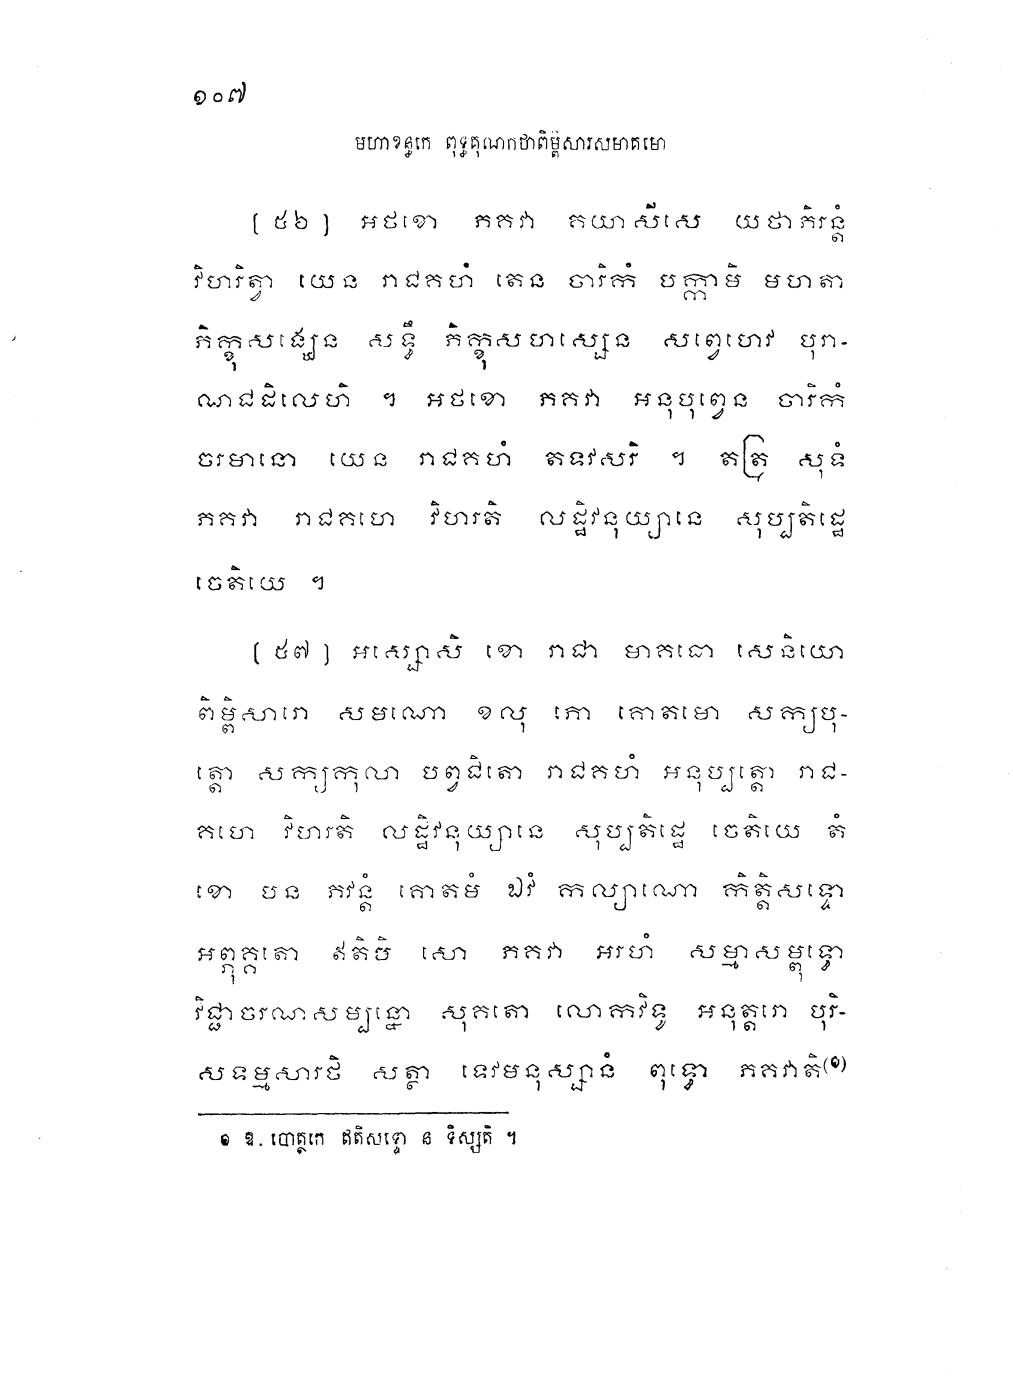 ១០៧
មហាខន្ធកេ ពុទ្ធគុណកថាពិម្ពិសារសមាគមោ
(៥៦) អថខោ ភគវា គយាសីសេ យថាភិរន្តំ
វិហរិត្វា យេន រាជគហំ តេន ចារិកំ បក្កាមិ មហតា
ភិក្ខុសង្ឃេន សទ្ធឹ ភិក្ខុសហស្សេន សព្វេហេវ បុរា-
ណជដិលេហិ ។ អថខោ ភគវា អនុបុព្វេន ចារិកំ
ចរមានោ យេន រាជគហំ តទវសរិ ។ តត្រ សុទំ
ភគវា រាជគហេ វិហរតិ លដ្ឋិវនុយ្យានេ សុប្បតិដ្ឋេ
ចេតិយេ ។
(៥៧) អស្សោសិ ខោ រាជា មាគធោ សេនិយោ
ពិម្ពិសារោ សមណោ ខលុ ភោ គោតមោ សក្យបុ-
ត្តោ សក្យកុលា បព្វជិតោ រាជគហំ អនុប្បត្តោ រាជ-
គហេ វិហរតិ លដ្ឋិវនុយ្យានេ សុប្បតិដ្ឋេ ចេតិយេ តំ
ខោ បន ភវន្តំ គោតមំ ឯវំ កល្យាណោ កិត្តិសទ្ទោ
អព្ភុគ្គតោ ឥតិបិ សោ ភគវា អរហំ សម្មាសម្ពុទ្ធោ
វិជ្ជាចរណសម្បន្នោ សុគតោ លោកវិទូ អនុត្តរោ បុរិ-
សទម្មសារថិ សត្ថា ទេវមនុស្សានំ ពុទ្ធោ ភគវាតិ(១)
១ ឱ. បោត្ថកេ ឥតិសទ្ទោ ន ទិស្សតិ ។